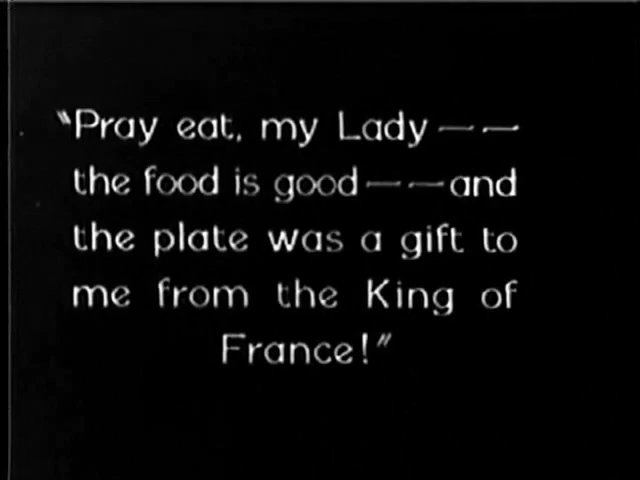 "Pray eat, my Lady — —
the food is good — — and
the plate was a gift to
me from the King of
France!"